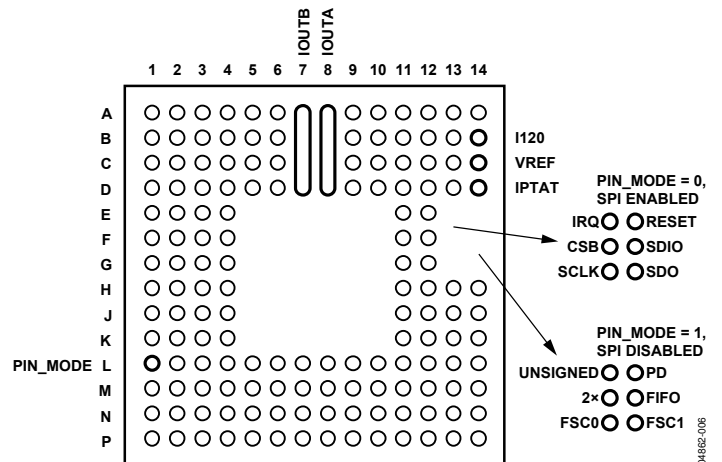 IOUTB
IOUTA
1 2 3 4 5 6 7 8 9 10 11 12 13 14
A
B I120
C VREF
D IPTAT
PIN_MODE = 0,
SPI ENABLED
E
IRQ RESET
F
CSB SDIO
G
SCLK SDO
H
J
K
PIN_MODE = 1,
SPI DISABLED
PIN_MODE L
UNSIGNED PD
M
2× FIFO
N
FSC0 FSC1
P
04862-006